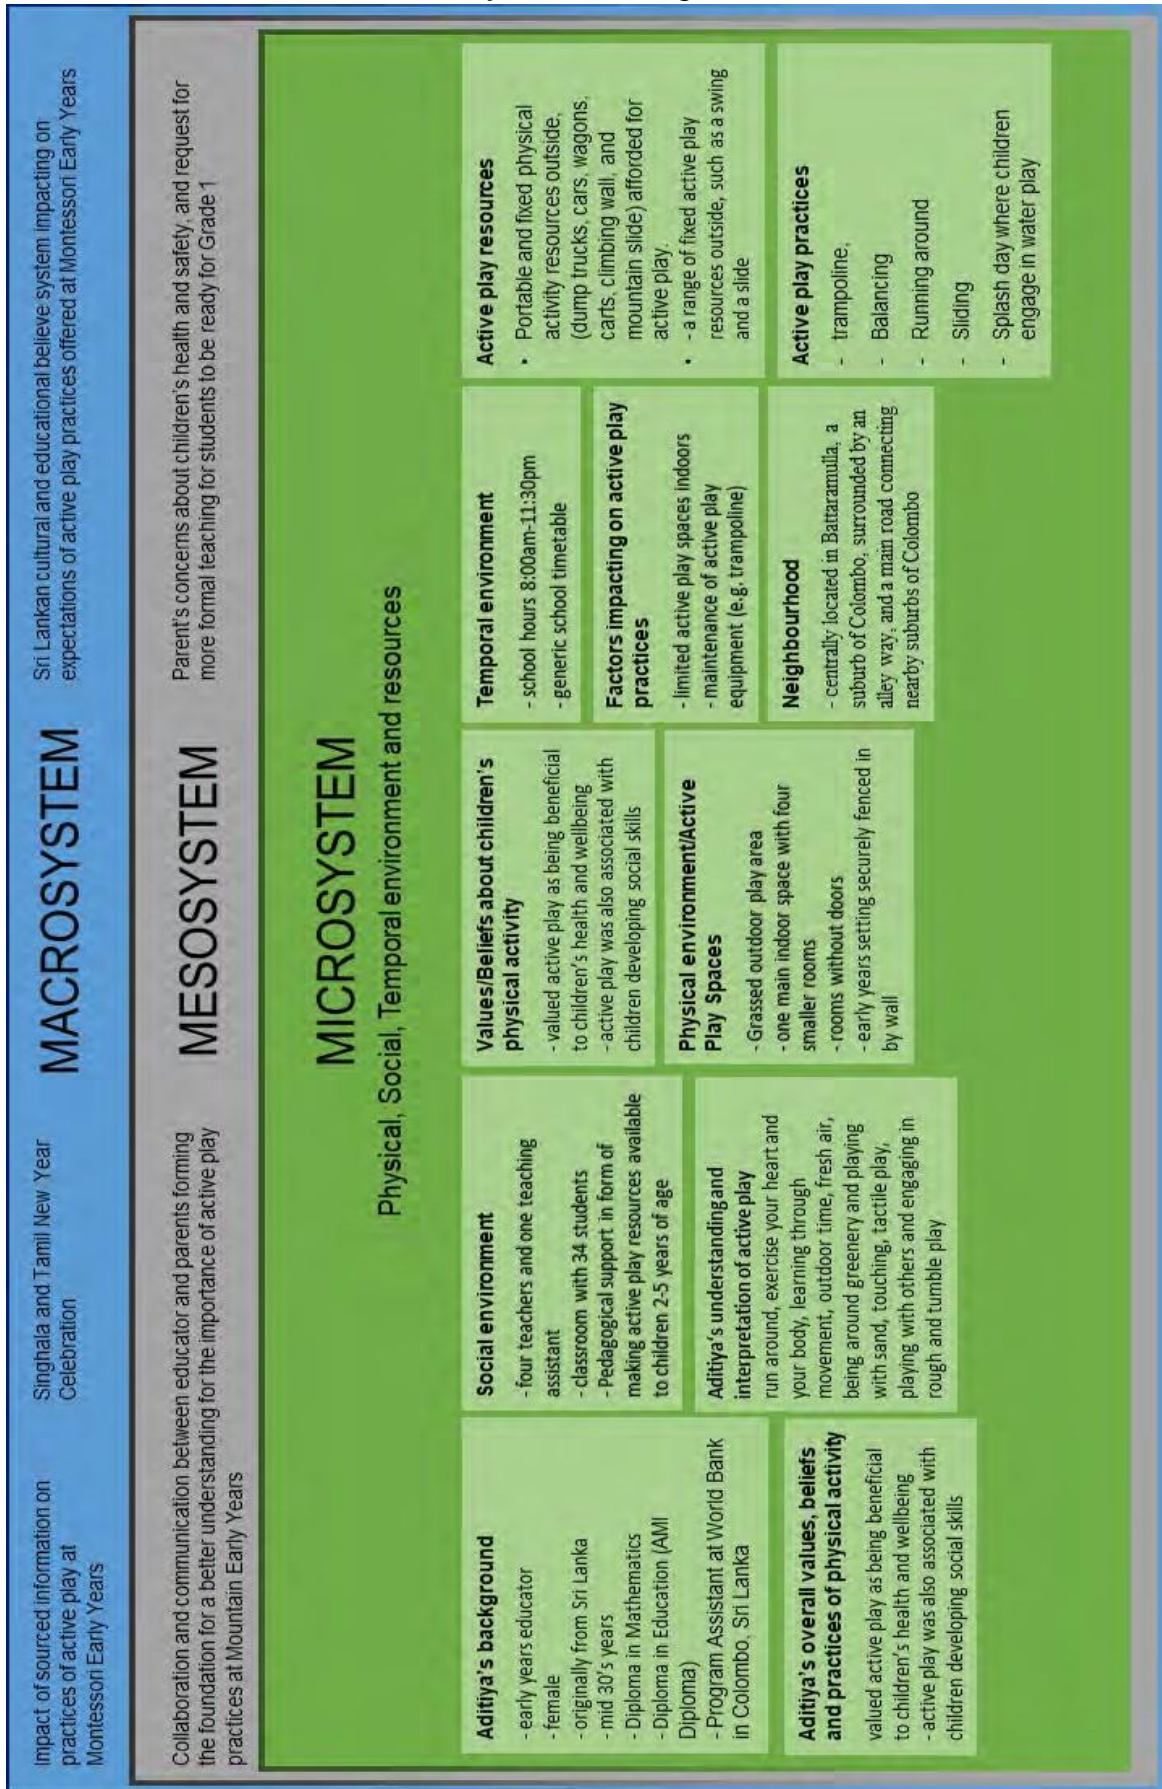 Impact of sourced information on
practices of active play at
Montessori Early Years
Singhala and Tamil New Year
Celebration
MACROSYSTEM
Sri Lankan cultural and educational believe system impacting on
expectations of active play practices offered at Montessori Early Years
Collaboration and communication between educator and parents forming
the foundation for a better understanding for the importance of active play
practices at Mountain Early Years
MESOSYSTEM
Parent's concerns about children's health and safety, and request for
more formal teaching for students to be ready for Grade 1
MICROSYSTEM
Physical, Social, Temporal environment and resources
Aditiya's background
- early years educator
- female
- originally from Sri Lanka
- mid 30's years
- Diploma in Mathematics
- Diploma in Education (AMI
Diploma)
- Program Assistant at World Bank
in Colombo, Sri Lanka
Aditiya's overall values, beliefs
and practices of physical activity
valued active play as being beneficial
to children's health and wellbeing
- active play was also associated with
children developing social skills
Social environment
- four teachers and one teaching
assistant
- classroom with 34 students
- Pedagogical support in form of
making active play resources available
to children 2-5 years of age
Aditiya's understanding and
interpretation of active play
run around, exercise your heart and
your body, learning through
movement, outdoor time, fresh air,
being around greenery and playing
with sand, touching, tactile play,
playing with others and engaging in
rough and tumble play
Values/Beliefs about children's
physical activity
- valued active play as being beneficial
to children's health and wellbeing
- active play was also associated with
children developing social skills
Physical environment/Active
Play Spaces
- Grassed outdoor play area
- one main indoor space with four
smaller rooms
- rooms without doors
- early years setting securely fenced in
by wall
Temporal environment
- school hours 8:00am-11:30pm
- generic school timetable
Factors impacting on active play
practices
- limited active play spaces indoors
- maintenance of active play
equipment (e.g. trampoline)
Neighbourhood
- centrally located in Battaramulla, a
suburb of Colombo, surrounded by an
alley way, and a main road connecting
nearby suburbs of Colombo
Active play resources
• Portable and fixed physical
activity resources outside,
(dump trucks, cars, wagons,
carts, climbing wall, and
mountain slide) afforded for
active play.
• - a range of fixed active play
resources outside, such as a swing
and a slide
Active play practices
- trampoline,
- Balancing
- Running around
- Sliding
- Splash day where children
engage in water play